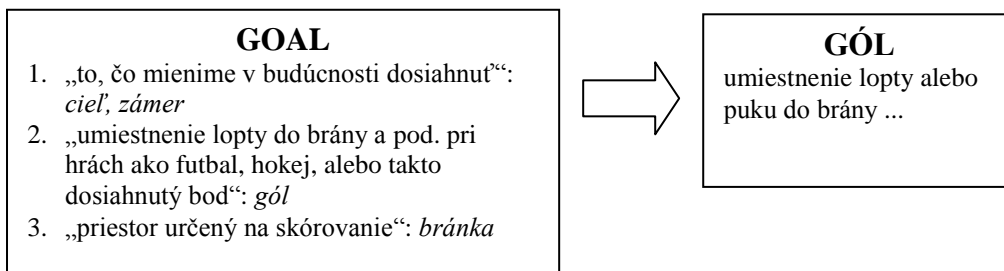 GOAL
1. „to, čo mienime v budúcnosti dosiahnuť“:
cieľ, zámer
2. „umiestnenie lopty do brány a pod. pri
hrách ako futbal, hokej, alebo takto
dosiahnutý bod“: gól
3. „priestor určený na skórovanie“: bránka
GÓL
umiestnenie lopty alebo
puku do brány ...